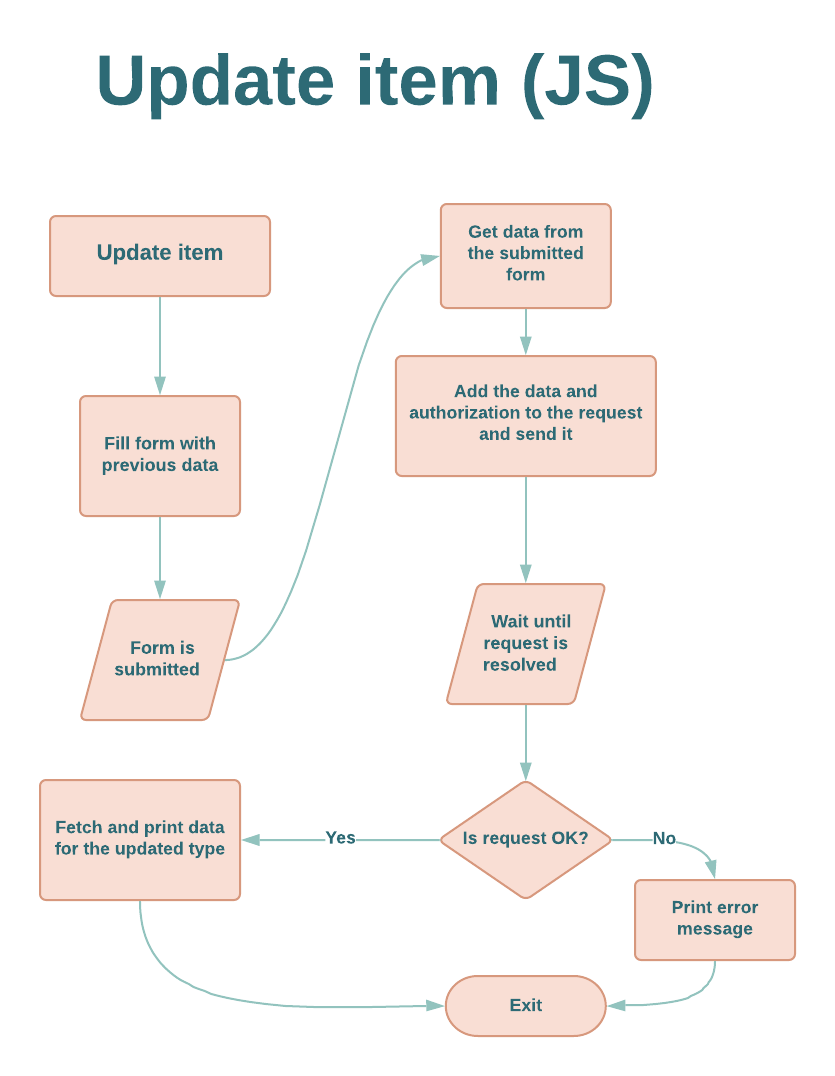 Update item (JS)
Update item
Fill form with
previous data
Form is
submitted
Get data from
the submitted
form
Add the data and
authorization to the request
and send it
Wait until
request is
resolved
Is request OK?
Yes
No
Fetch and print data
for the updated type
Print error
message
Exit